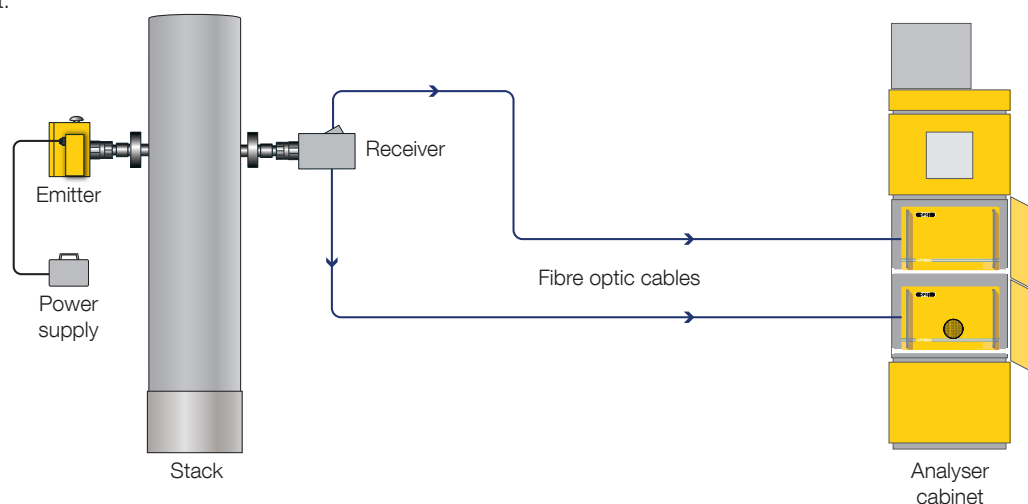 Receiver
Emitter
Fibre optic cables
Power
supply
Stack
Analyser
cabinet